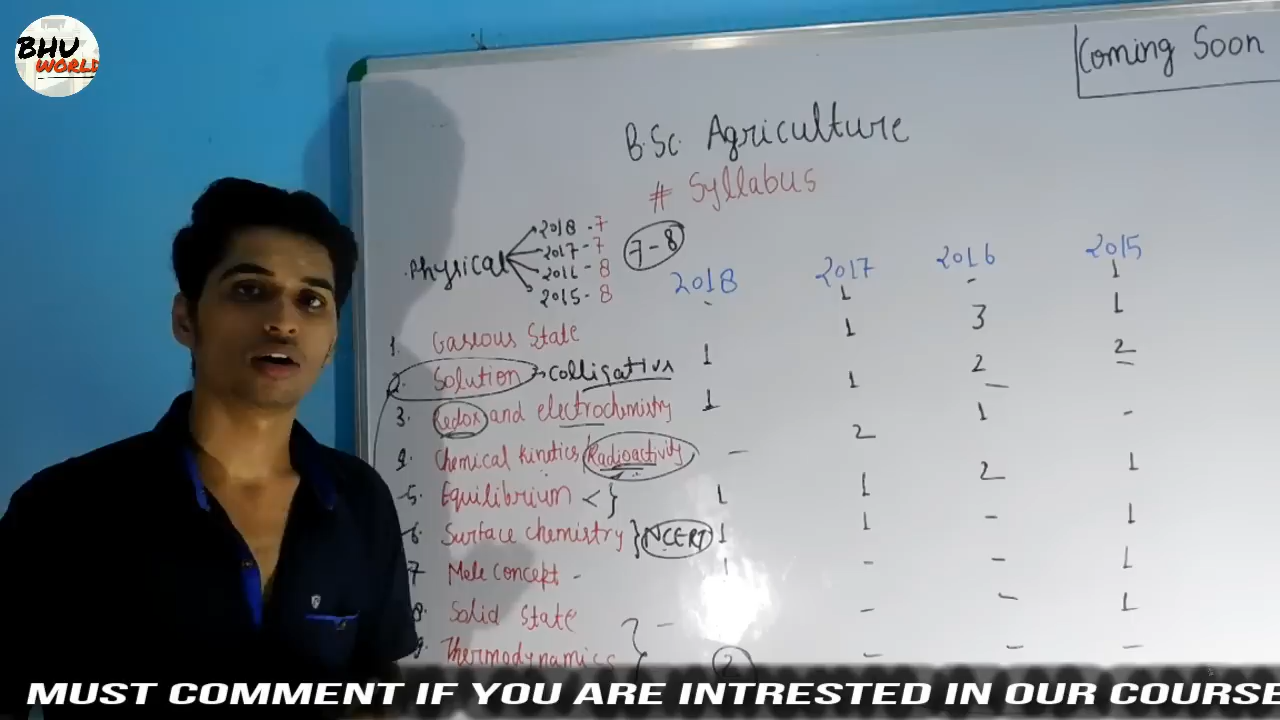 BHU
WORLD
Coming Soon
B.Sc. Agriculture
# Syllabus
Physical
2018 - 7
2017 - 7
2016 - 8
2015 - 8
7-8
2018 2017 2016 2015
- 1 - 1
1. Gaseous State 1 3 1
2. Solution → colligative 1 1 2 2
3. Redox and electrochemistry 1 2 1 -
4. Chemical kinetics / Radioactivity - 1 2 1
5. Equilibrium < } 1 1 - 1
6. Surface chemistry } NCERT 1 - - 1
7 Mole concept - 1 - - 1
8. Solid State - - - -
9. Thermodynamics 2
MUST COMMENT IF YOU ARE INTRESTED IN OUR COURSE